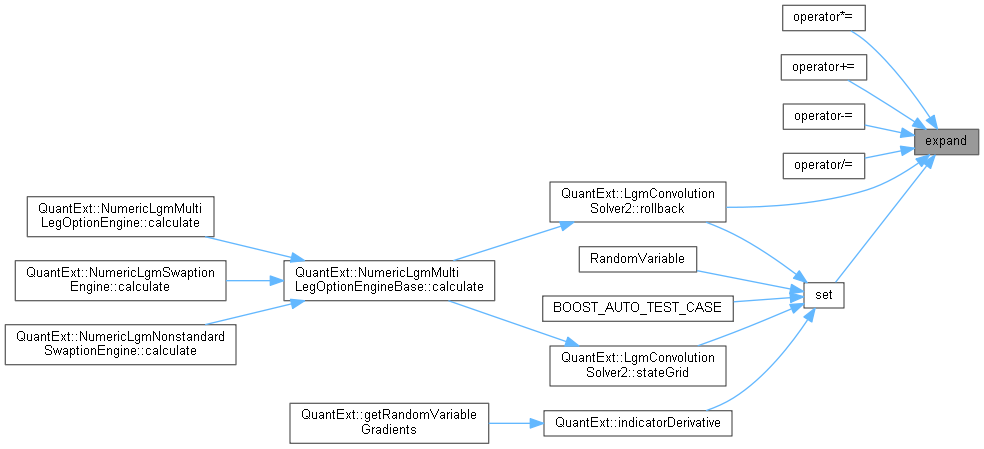 operator*=
operator+=
operator-=
expand
operator/=
QuantExt::LgmConvolution
Solver2::rollback
QuantExt::NumericLgmMulti
LegOptionEngine::calculate
RandomVariable
QuantExt::NumericLgmSwaption
Engine::calculate
QuantExt::NumericLgmMulti
LegOptionEngineBase::calculate
set
BOOST_AUTO_TEST_CASE
QuantExt::NumericLgmNonstandard
SwaptionEngine::calculate
QuantExt::LgmConvolution
Solver2::stateGrid
QuantExt::getRandomVariable
Gradients
QuantExt::indicatorDerivative